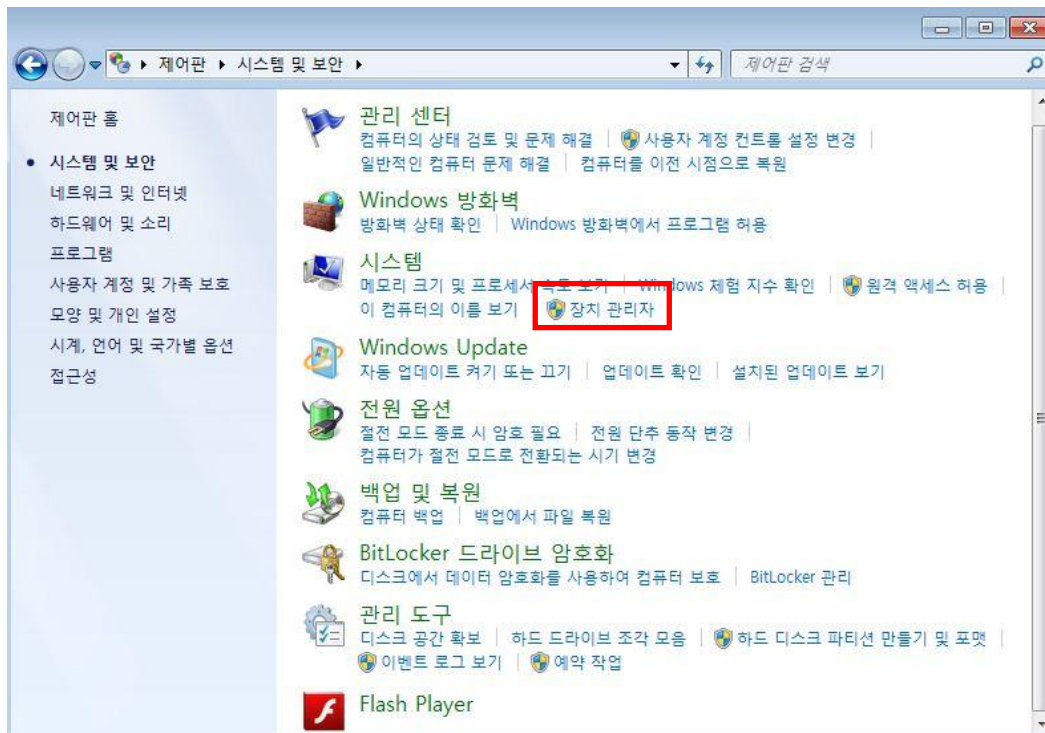 제어판 ▸ 시스템 및 보안 ▸
제어판 검색
제어판 홈
시스템 및 보안
네트워크 및 인터넷
하드웨어 및 소리
프로그램
사용자 계정 및 가족 보호
모양 및 개인 설정
시계, 언어 및 국가별 옵션
접근성
관리 센터
컴퓨터의 상태 검토 및 문제 해결 사용자 계정 컨트롤 설정 변경
일반적인 컴퓨터 문제 해결 컴퓨터를 이전 시점으로 복원
Windows 방화벽
방화벽 상태 확인 Windows 방화벽에서 프로그램 허용
시스템
메모리 크기 및 프로세서 속도 보기 Windows 체험 지수 확인 원격 액세스 허용
이 컴퓨터의 이름 보기 장치 관리자
Windows Update
자동 업데이트 켜기 또는 끄기 업데이트 확인 설치된 업데이트 보기
전원 옵션
절전 모드 종료 시 암호 필요 전원 단추 동작 변경
컴퓨터가 절전 모드로 전환되는 시기 변경
백업 및 복원
컴퓨터 백업 백업에서 파일 복원
BitLocker 드라이브 암호화
디스크에서 데이터 암호화를 사용하여 컴퓨터 보호 BitLocker 관리
관리 도구
디스크 공간 확보 하드 드라이브 조각 모음 하드 디스크 파티션 만들기 및 포맷
이벤트 로그 보기 예약 작업
Flash Player